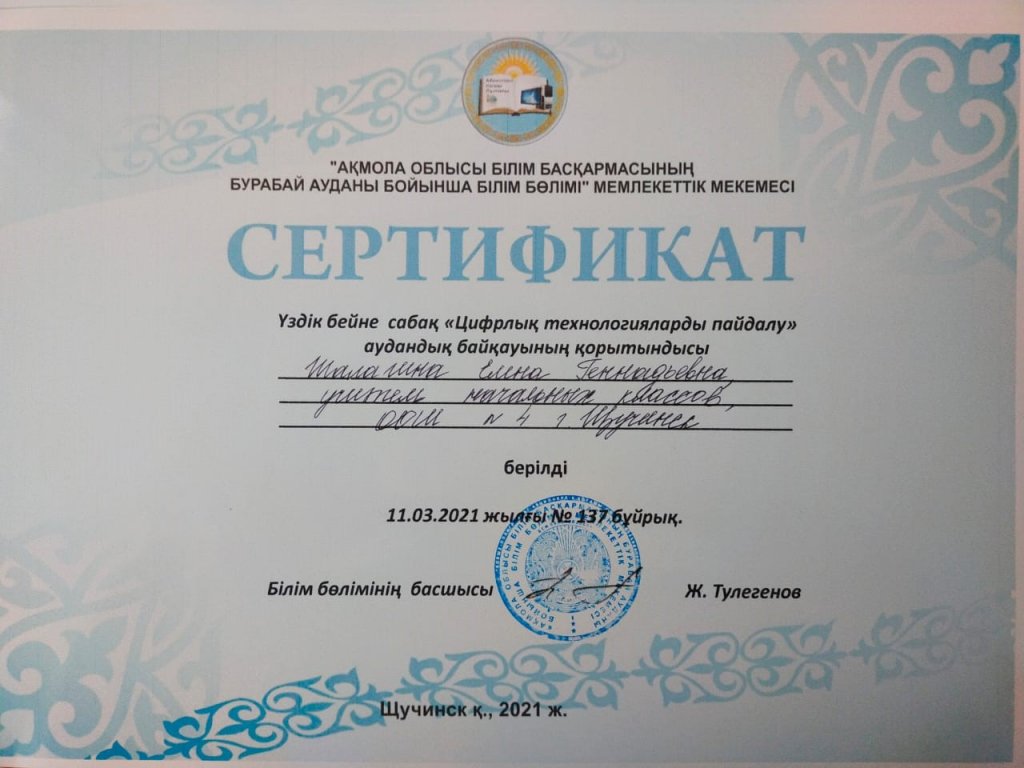 "АҚМОЛА ОБЛЫСЫ БІЛІМ БАСҚАРМАСЫНЫҢ
БУРАБАЙ АУДАНЫ БОЙЫНША БІЛІМ БӨЛІМІ" МЕМЛЕКЕТТІК МЕКЕМЕСІ
СЕРТИФИКАТ
Үздік бейне сабақ «Цифрлық технологияларды пайдалу»
аудандық байқауының қорытындысы
Шалагина Елена Геннадьевна
учитель начальных классов,
ООШ N 4 г Щучинск
берілді
11.03.2021 жылғы № 137 бұйрық.
Білім бөлімінің басшысы Ж. Тулегенов
Щучинск қ., 2021 ж.